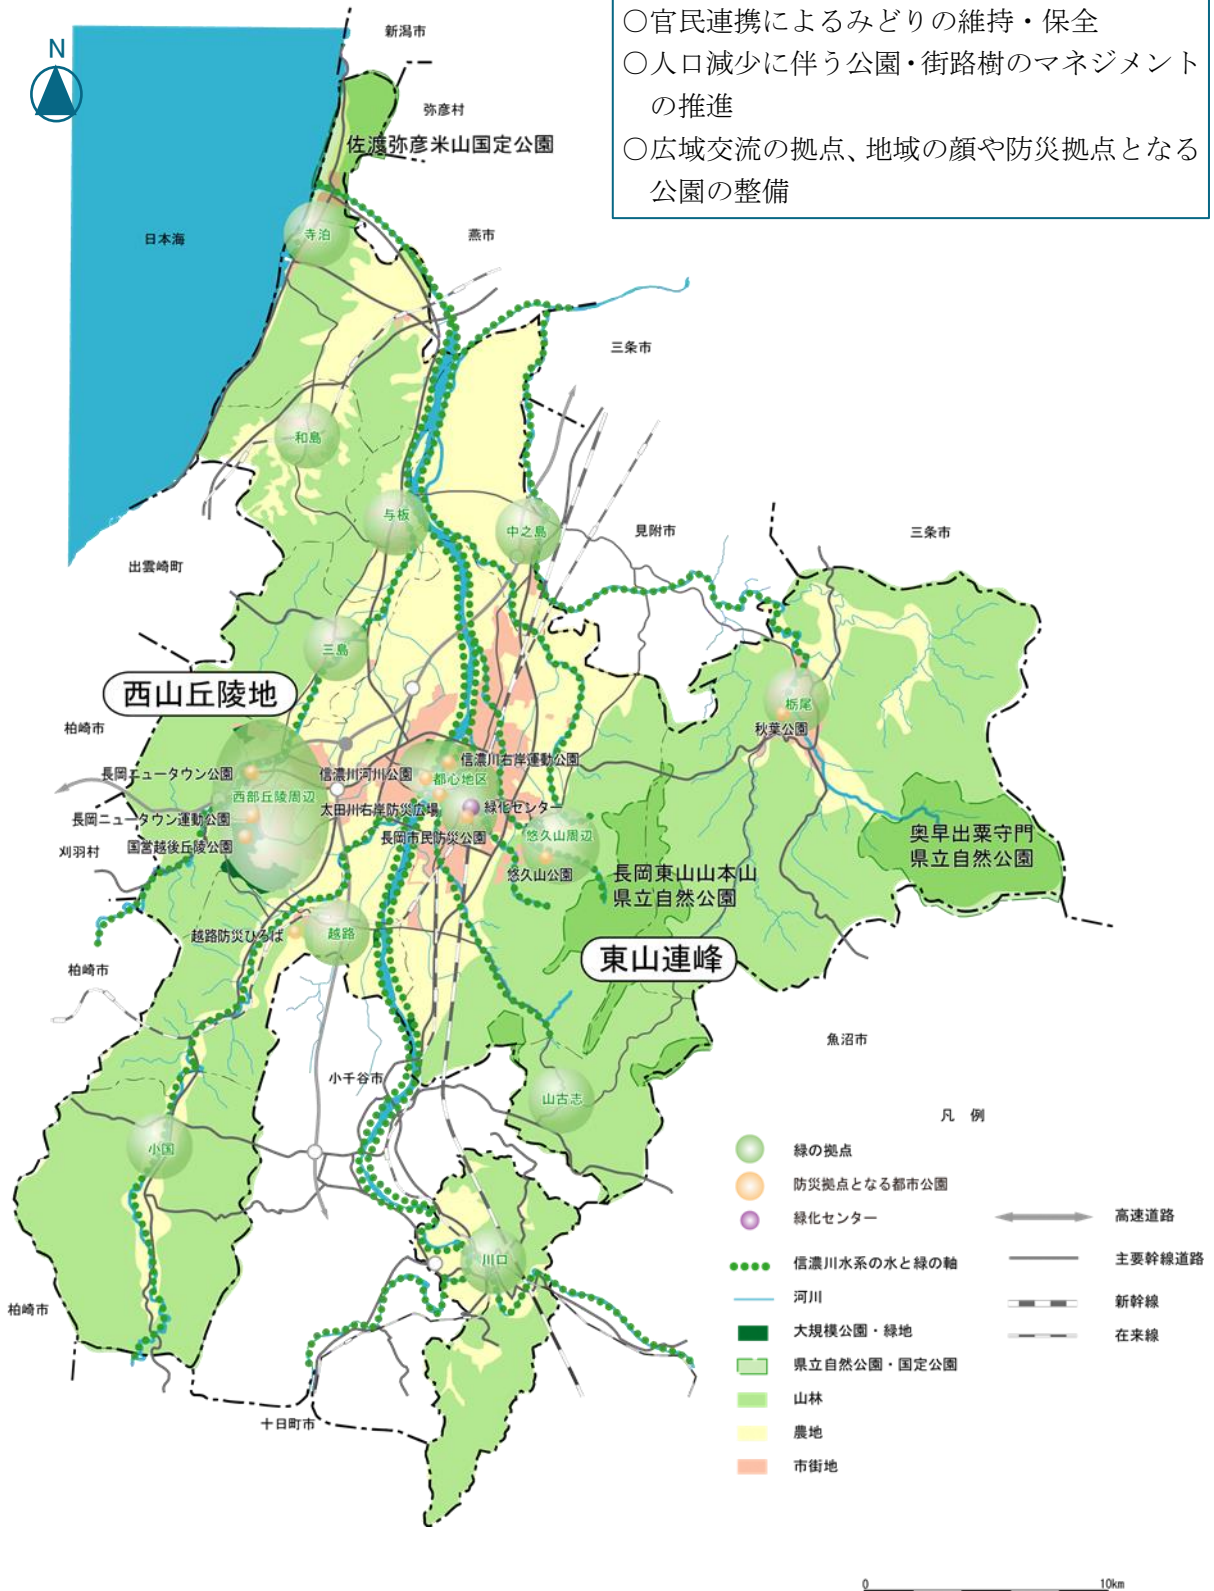 ○官民連携によるみどりの維持・保全
○人口減少に伴う公園・街路樹のマネジメント
の推進
○広域交流の拠点、地域の顔や防災拠点となる
公園の整備
N
新潟市
弥彦村
佐渡弥彦米山国定公園
日本海
寺泊
燕市
三条市
和島
与板
中之島
見附市
三条市
出雲崎町
三島
西山丘陵地
栃尾
秋葉公園
柏崎市
長岡ニュータウン公園
信濃川河川公園
信濃川右岸運動公園
都心地区
西部丘陵周辺
太田川右岸防災広場
緑化センター
長岡ニュータウン運動公園
長岡市民防災公園
悠久山周辺
国営越後丘陵公園
刈羽村
悠久山公園
奥早出粟守門
県立自然公園
長岡東山山本山
県立自然公園
越路防災ひろば
越路
東山連峰
柏崎市
魚沼市
小千谷市
山古志
小国
川口
柏崎市
十日町市
凡 例
緑の拠点
防災拠点となる都市公園
緑化センター
信濃川水系の水と緑の軸
河川
大規模公園・緑地
県立自然公園・国定公園
山林
農地
市街地
高速道路
主要幹線道路
新幹線
在来線
0 10km